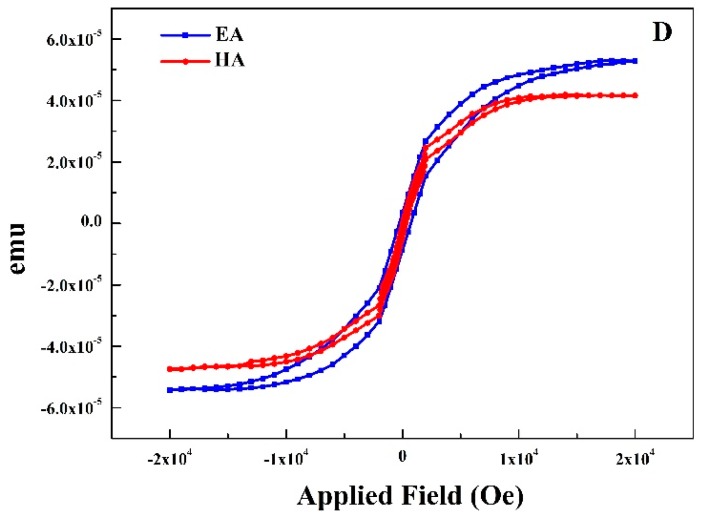 D
EA
HA
6.0x10⁻⁵
4.0x10⁻⁵
2.0x10⁻⁵
0.0
-2.0x10⁻⁵
-4.0x10⁻⁵
-6.0x10⁻⁵
emu
-2x10⁴ -1x10⁴ 0 1x10⁴ 2x10⁴
Applied Field (Oe)